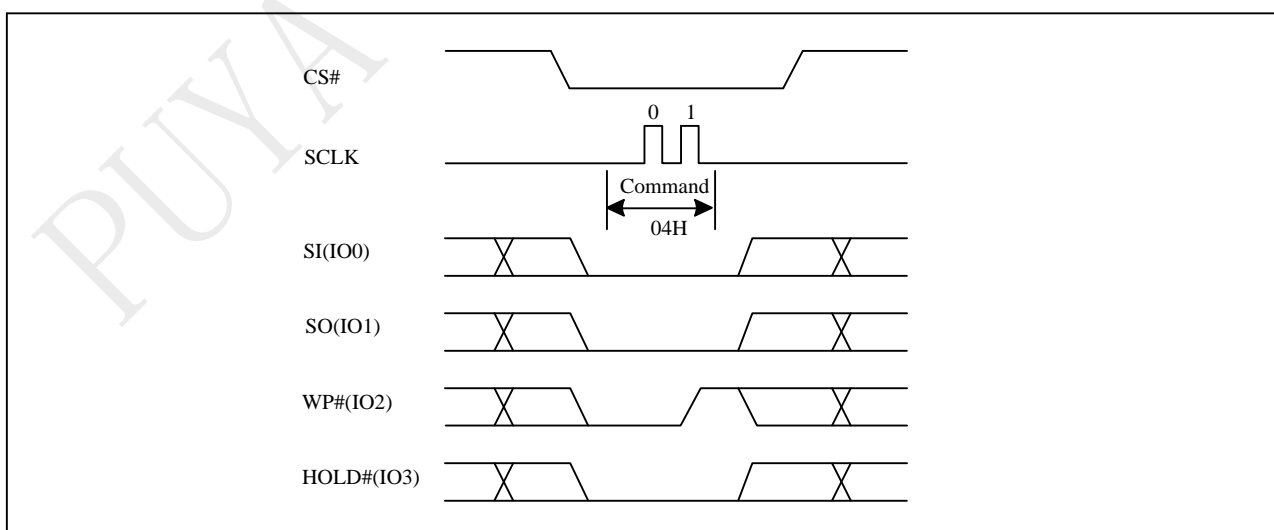 PUYA
CS#
0 1
SCLK
Command
04H
SI(IO0)
SO(IO1)
WP#(IO2)
HOLD#(IO3)